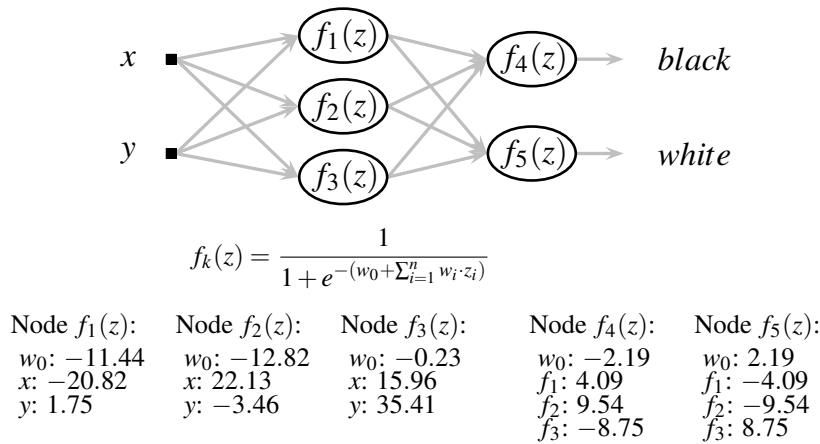 f₁(z)
x f₄(z) black
f₂(z)
y f₅(z) white
f₃(z)
fₖ(z) = 1 / (1 + e^{−(w₀+∑ⁿᵢ₌₁ wᵢ·zᵢ)})
Node f₁(z): Node f₂(z): Node f₃(z): Node f₄(z): Node f₅(z):
w₀: −11.44 w₀: −12.82 w₀: −0.23 w₀: −2.19 w₀: 2.19
x: −20.82 x: 22.13 x: 15.96 f₁: 4.09 f₁: −4.09
y: 1.75 y: −3.46 y: 35.41 f₂: 9.54 f₂: −9.54
f₃: −8.75 f₃: 8.75